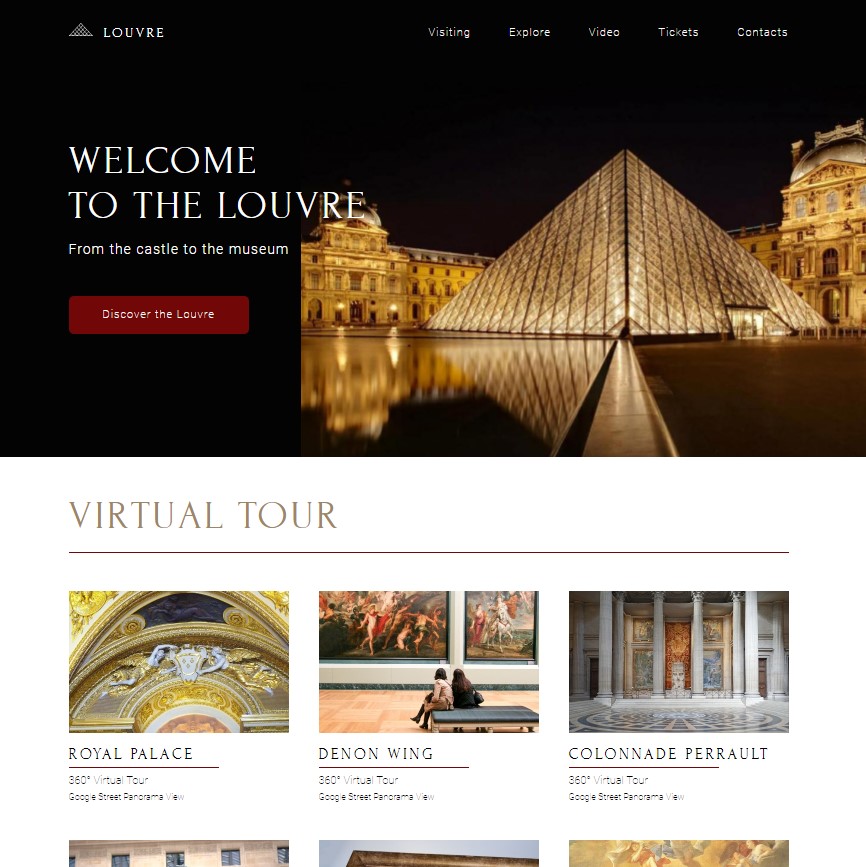 LOUVRE
Visiting Explore Video Tickets Contacts
WELCOME
TO THE LOUVRE
From the castle to the museum
Discover the Louvre
VIRTUAL TOUR
ROYAL PALACE
360° Virtual Tour
Google Street Panorama View
DENON WING
360° Virtual Tour
Google Street Panorama View
COLONNADE PERRAULT
360° Virtual Tour
Google Street Panorama View